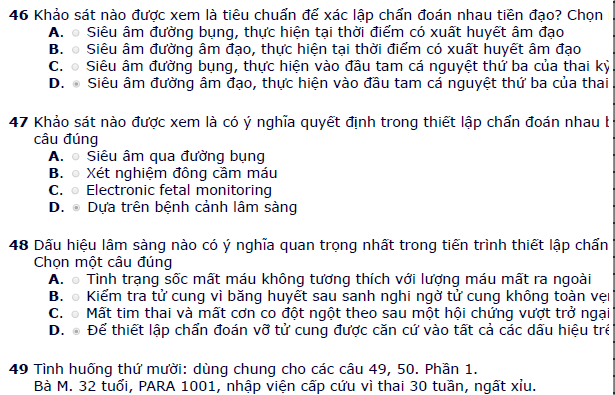 46 Khảo sát nào được xem là tiêu chuẩn để xác lập chẩn đoán nhau tiền đạo? Chọn
A. Siêu âm đường bụng, thực hiện tại thời điểm có xuất huyết âm đạo
B. Siêu âm đường âm đạo, thực hiện tại thời điểm có xuất huyết âm đạo
C. Siêu âm đường bụng, thực hiện vào đầu tam cá nguyệt thứ ba của thai kỳ
D. Siêu âm đường âm đạo, thực hiện vào đầu tam cá nguyệt thứ ba của thai
47 Khảo sát nào được xem là có ý nghĩa quyết định trong thiết lập chẩn đoán nhau
câu đúng
A. Siêu âm qua đường bụng
B. Xét nghiệm đông cầm máu
C. Electronic fetal monitoring
D. Dựa trên bệnh cảnh lâm sàng
48 Dấu hiệu lâm sàng nào có ý nghĩa quan trọng nhất trong tiến trình thiết lập chẩn
Chọn một câu đúng
A. Tình trạng sốc mất máu không tương thích với lượng máu mất ra ngoài
B. Kiểm tra tử cung vì băng huyết sau sanh nghi ngờ tử cung không toàn vẹn
C. Mất tim thai và mất cơn co đột ngột theo sau một hội chứng vượt trở ngại
D. Để thiết lập chẩn đoán vỡ tử cung được căn cứ vào tất cả các dấu hiệu
49 Tình huống thứ mười: dùng chung cho các câu 49, 50. Phần 1.
Bà M. 32 tuổi, PARA 1001, nhập viện cấp cứu vì thai 30 tuần, ngất xỉu.